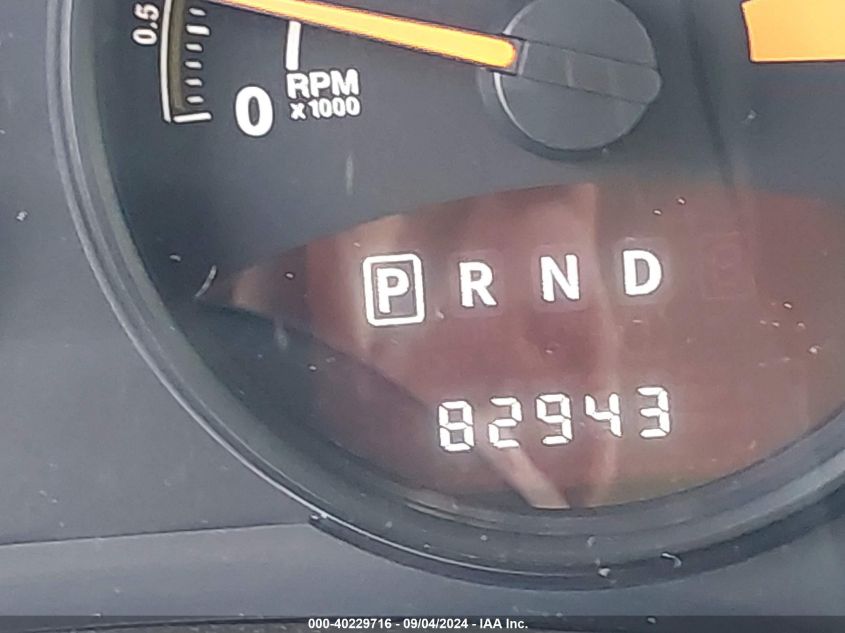 0.5
0
RPM
x1000
P R N D
82943
000-40229716 - 09/04/2024 - IAA Inc.